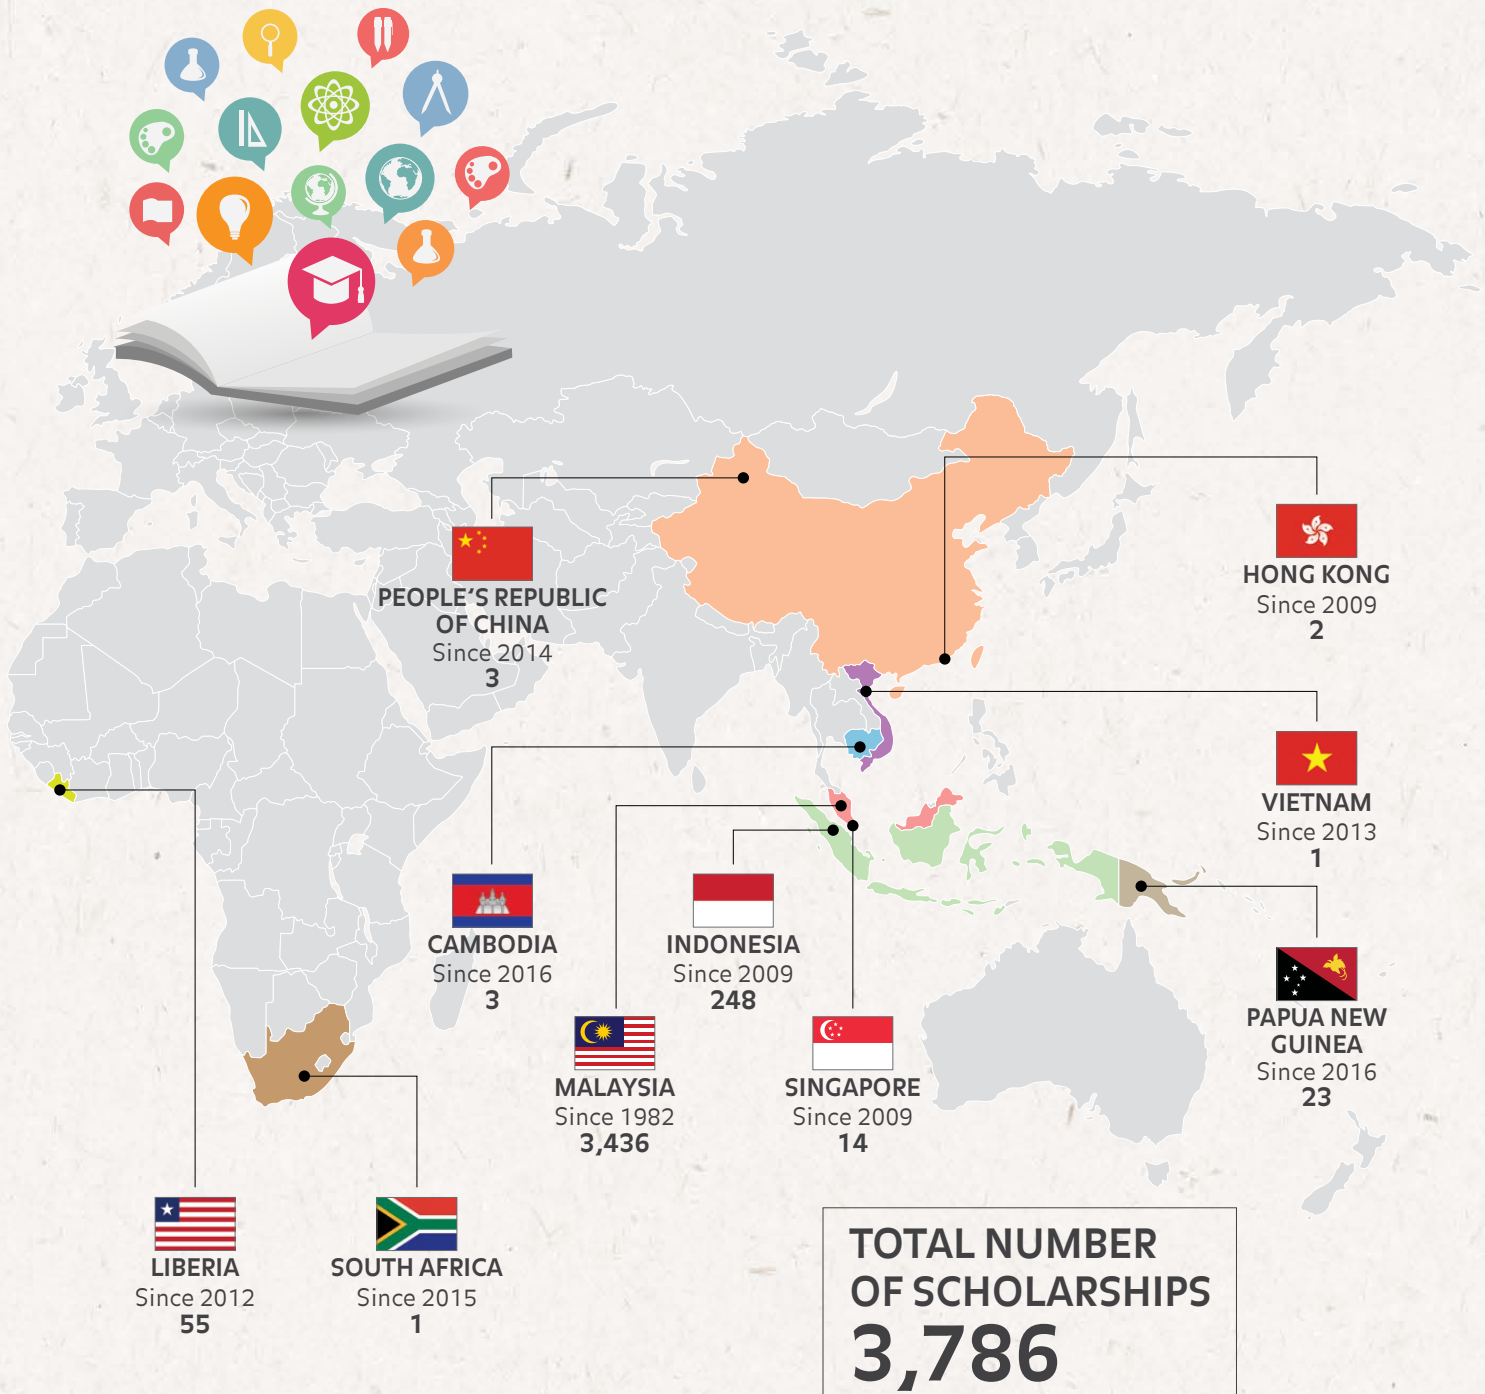 PEOPLE'S REPUBLIC
OF CHINA
Since 2014
3
HONG KONG
Since 2009
2
VIETNAM
Since 2013
1
CAMBODIA
Since 2016
3
INDONESIA
Since 2009
248
PAPUA NEW
GUINEA
Since 2016
23
MALAYSIA
Since 1982
3,436
SINGAPORE
Since 2009
14
LIBERIA
Since 2012
55
SOUTH AFRICA
Since 2015
1
TOTAL NUMBER
OF SCHOLARSHIPS
3,786